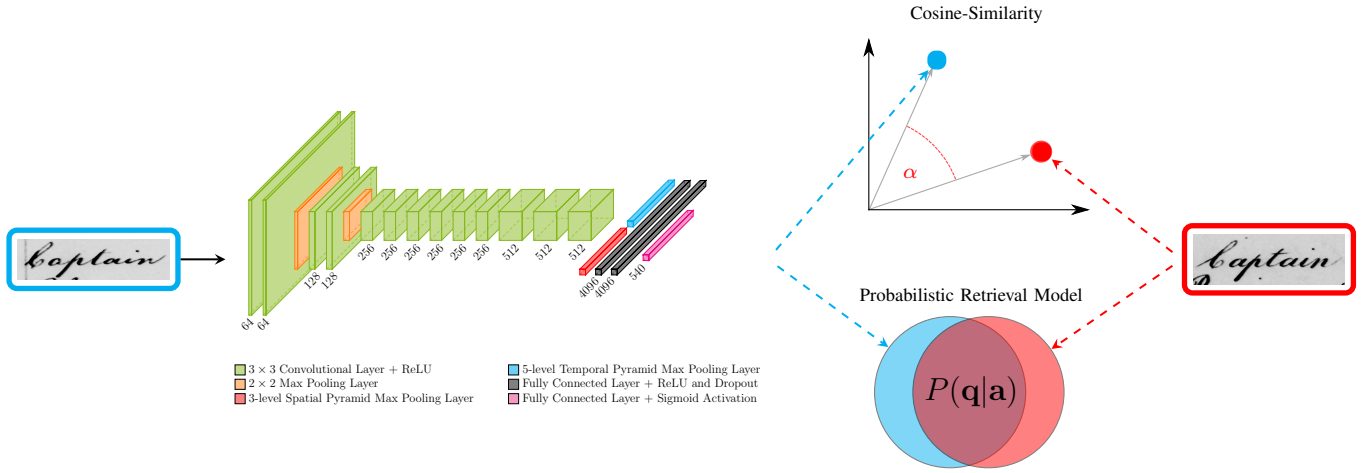 Cosine-Similarity
α
Captain
64
64
128
128
256
256
256
256
256
256
512
512
512
4096
4096
540
Captain
Probabilistic Retrieval Model
P(q|a)
3 × 3 Convolutional Layer + ReLU
2 × 2 Max Pooling Layer
3-level Spatial Pyramid Max Pooling Layer
5-level Temporal Pyramid Max Pooling Layer
Fully Connected Layer + ReLU and Dropout
Fully Connected Layer + Sigmoid Activation